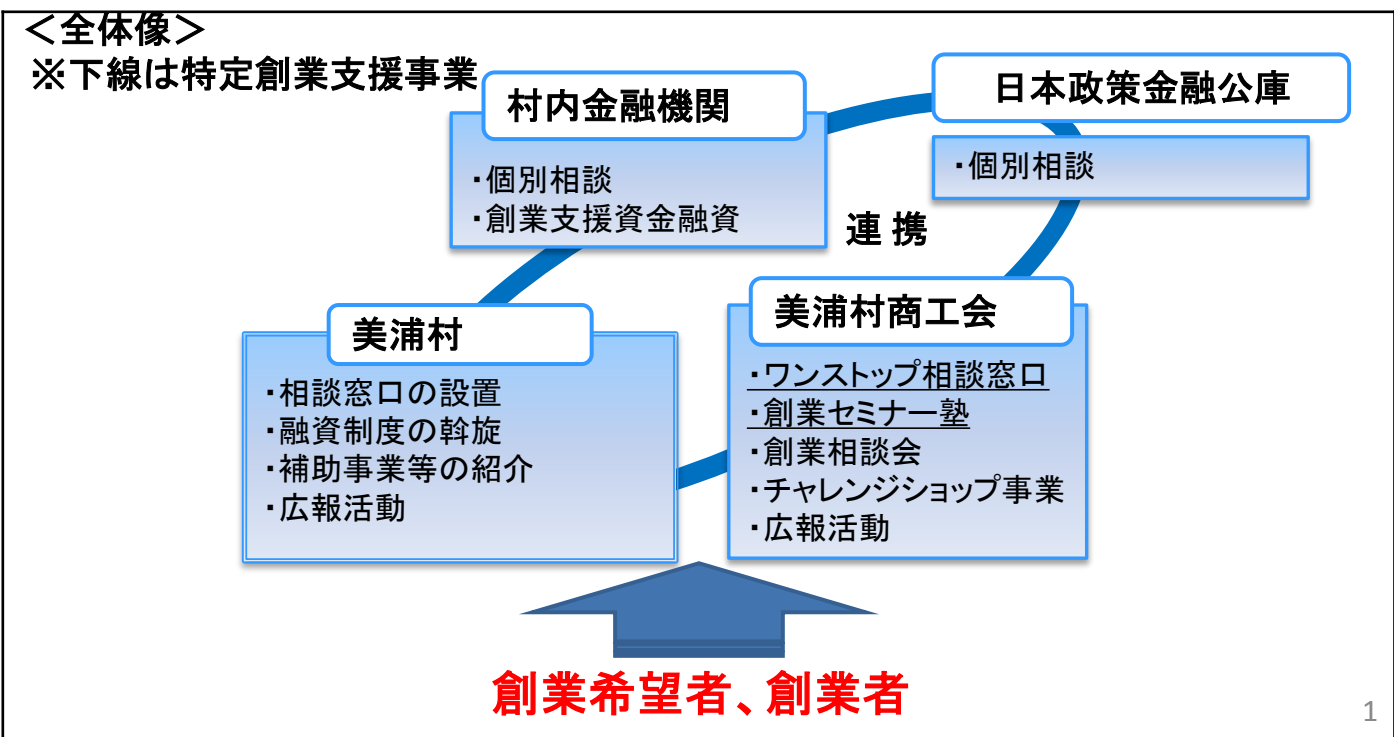 ＜全体像＞
※下線は特定創業支援事業
村内金融機関
・個別相談
・創業支援資金融資
日本政策金融公庫
・個別相談
連 携
美浦村
・相談窓口の設置
・融資制度の斡旋
・補助事業等の紹介
・広報活動
美浦村商工会
・ワンストップ相談窓口
・創業セミナー塾
・創業相談会
・チャレンジショップ事業
・広報活動
創業希望者、創業者
1